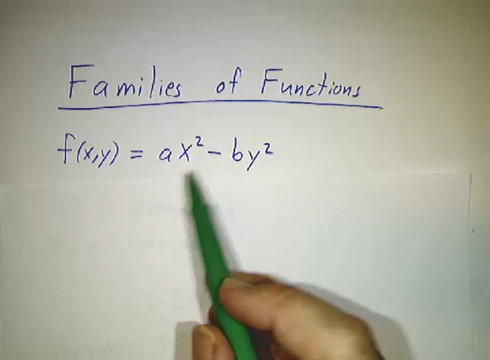 Families of Functions
f(x,y) = ax² - by²